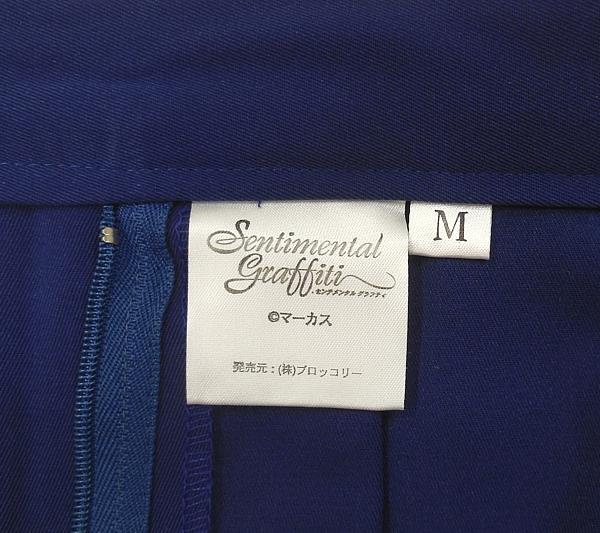 Sentimental
Graffiti
センチメンタル グラフティ
©マーカス
発売元：(株)ブロッコリー
M